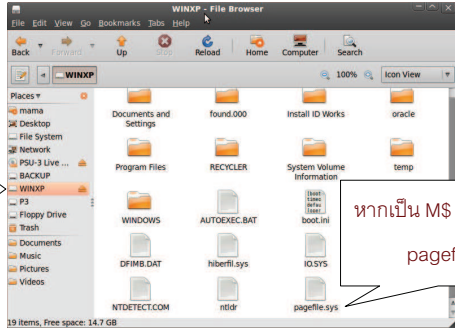 WINXP - File Browser
File Edit View Go Bookmarks Tabs Help
Back Forward Up Stop Reload Home Computer Search
WINXP 100% Icon View
Places
mama
Desktop
File System
Network
PSU-3 Live ...
BACKUP
WINXP
P3
Floppy Drive
Trash
Documents
Music
Pictures
Videos
Documents and Settings
found.000
Install ID Works
oracle
Program Files
RECYCLER
System Volume Information
temp
WINDOWS
AUTOEXEC.BAT
boot.ini
DFIMB.DAT
hiberfil.sys
IO.SYS
NTDETECT.COM
ntldr
pagefile.sys
หากเป็น M$
pagef
19 items, Free space: 14.7 GB